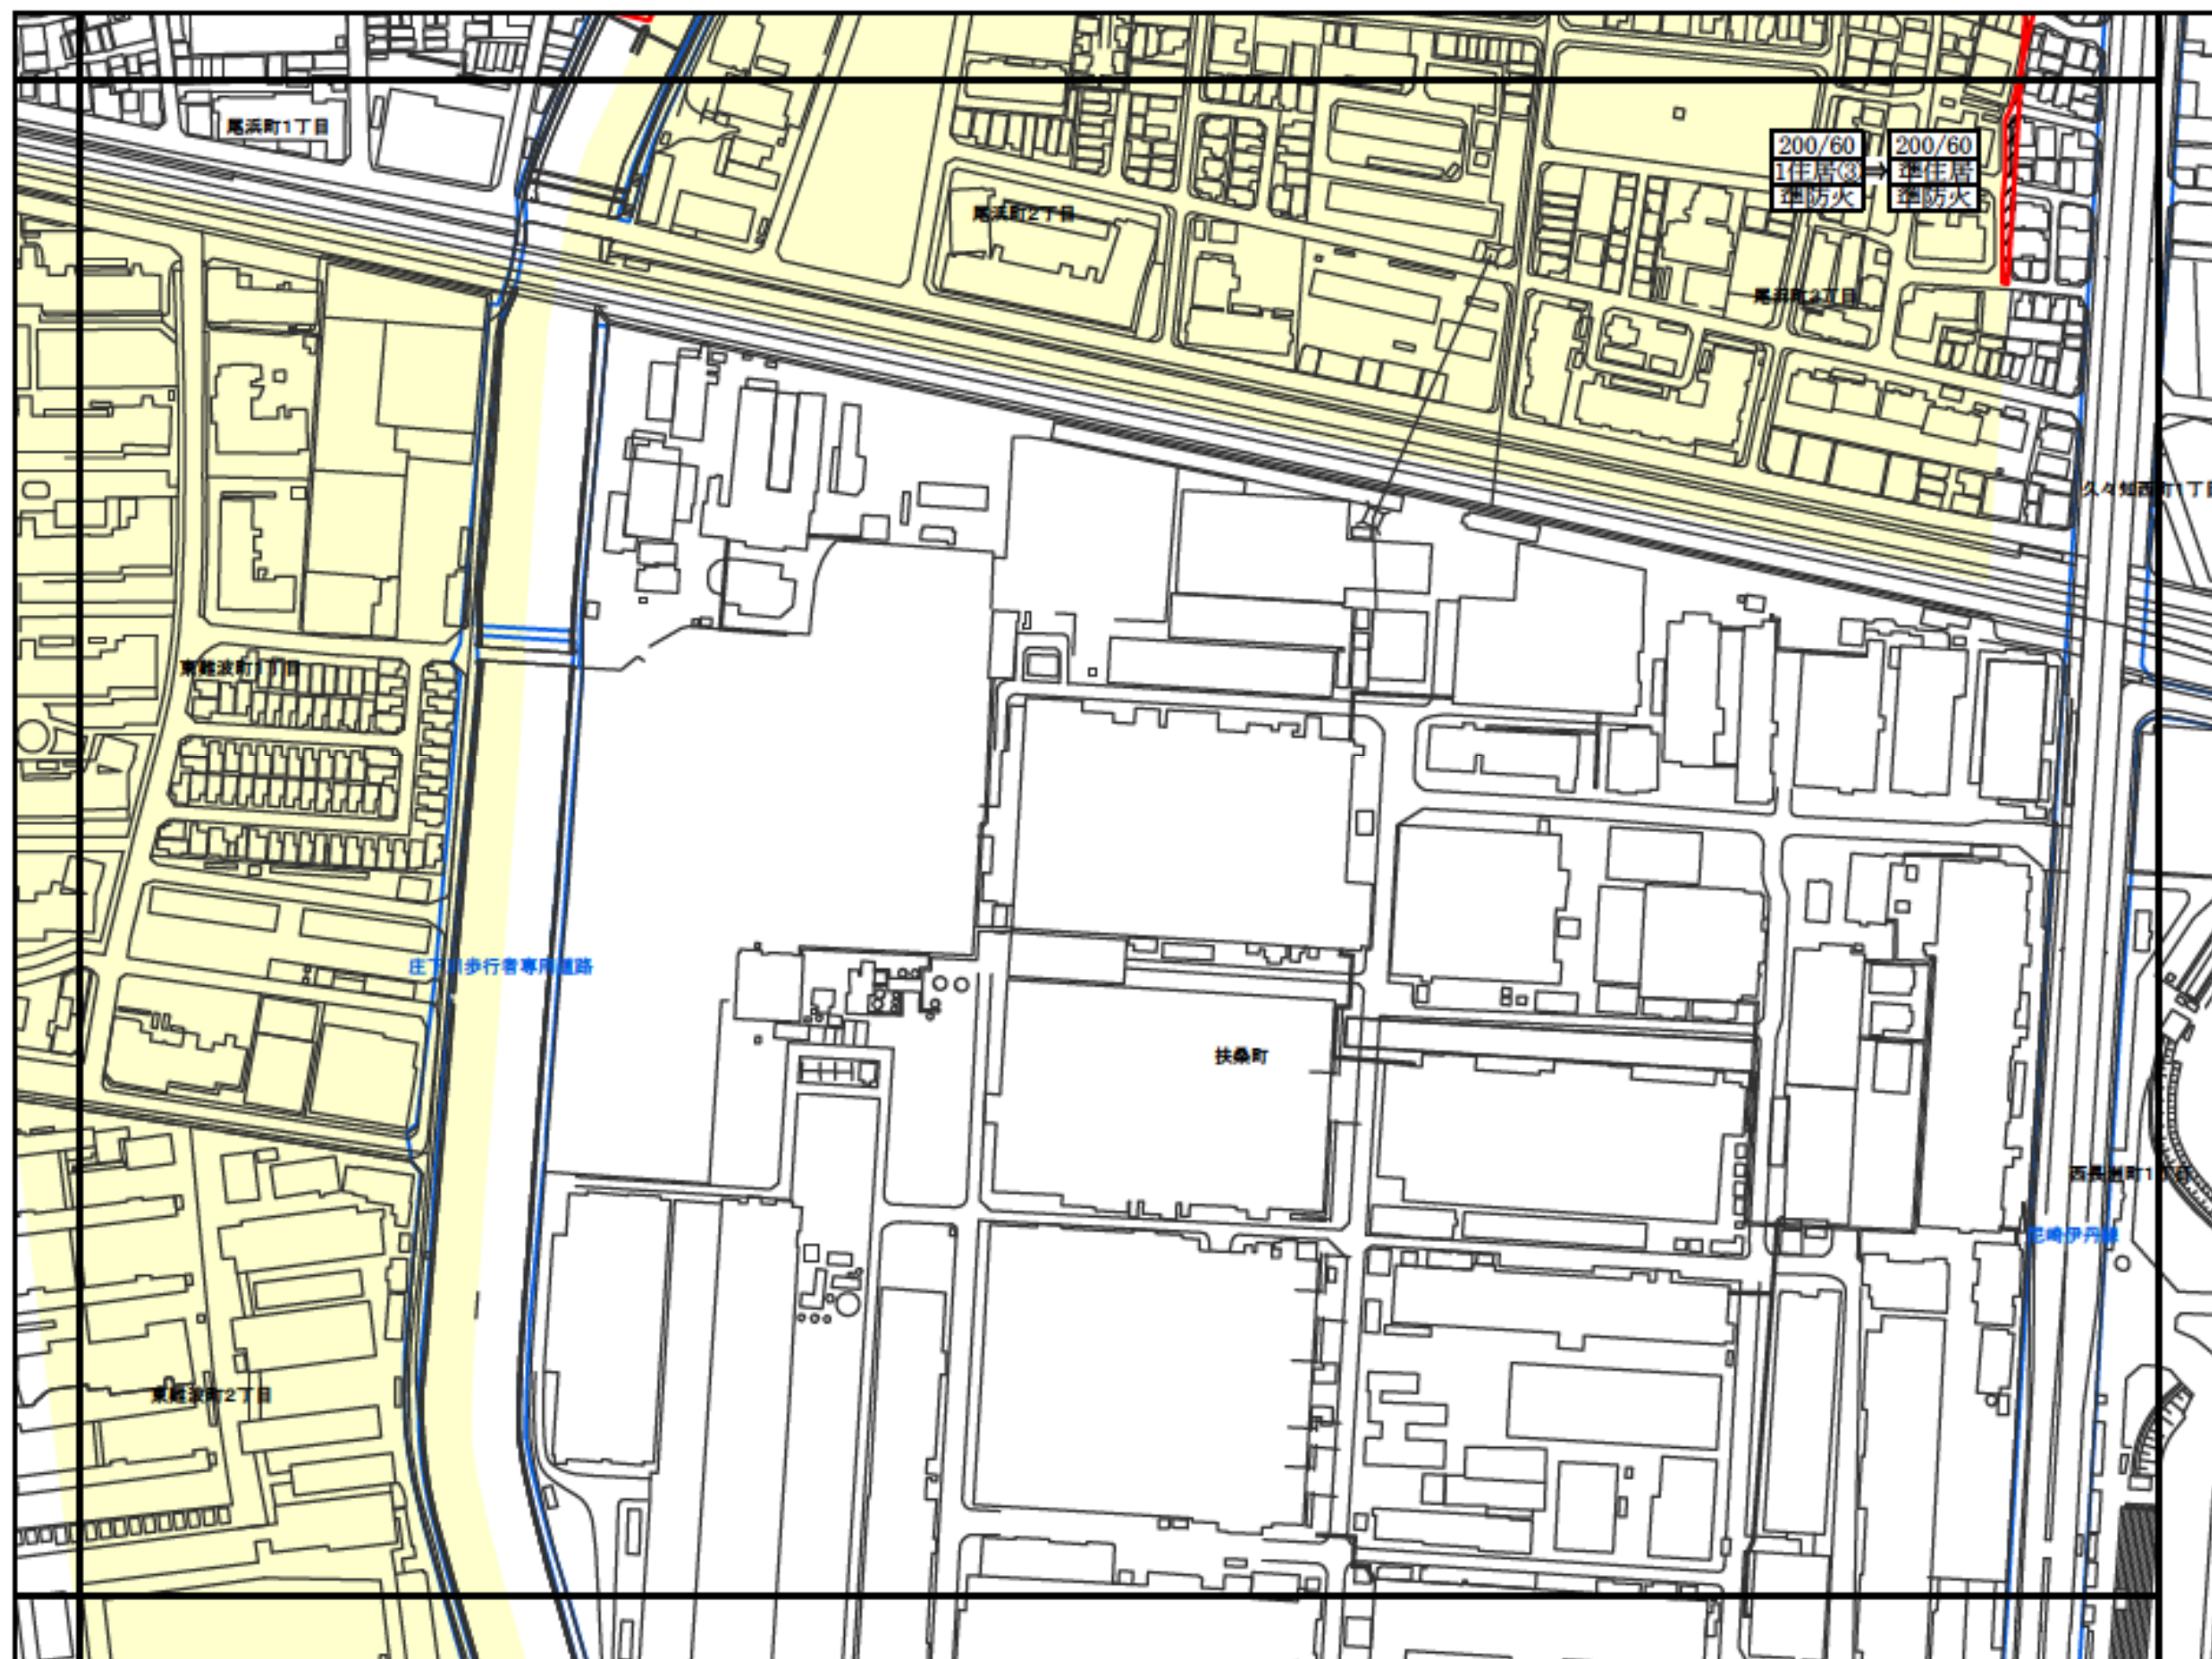 尾浜町1丁目
200/60
1住居(3)
準防火
⇒
200/60
準住居
準防火
尾浜町2丁目
尾浜町3丁目
久々知西町1丁目
東難波町1丁目
庄下川歩行者専用道路
扶桑町
西長洲町1丁目
尼崎伊丹線
東難波町2丁目